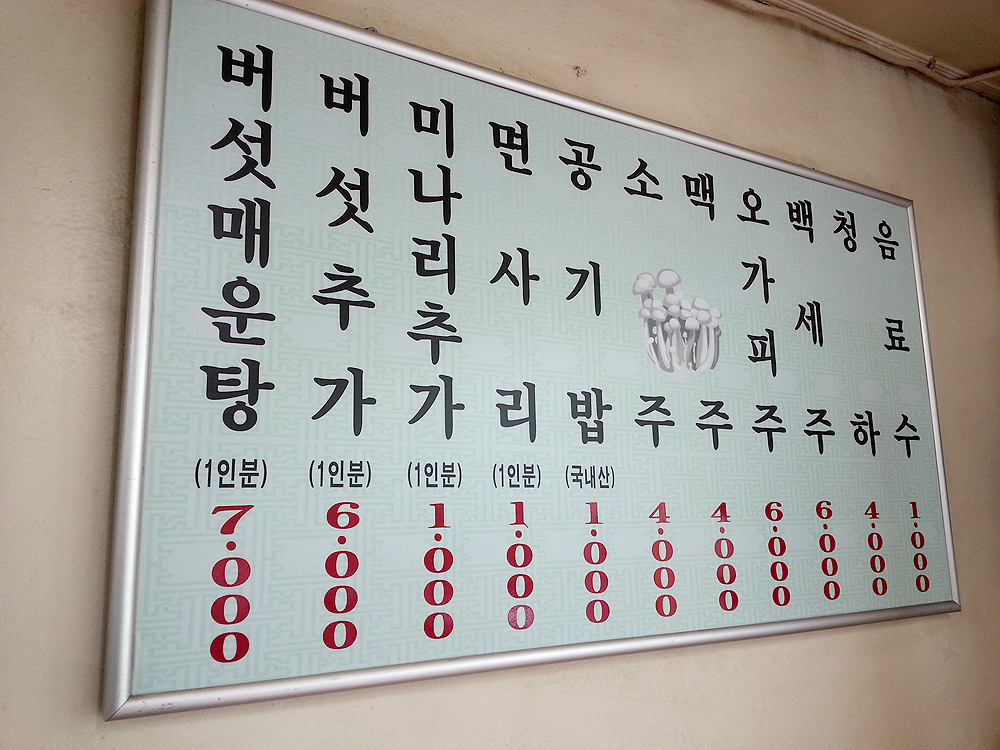 버섯매운탕 (1인분) 7.000
버섯추가 (1인분) 6.000
미나리추가 (1인분) 1.000
면사리 (1인분) 1.000
공기밥 (국내산) 1.000
소주 4.000
맥주 4.000
오가피주 6.000
백세주 6.000
청하 4.000
음료수 1.000